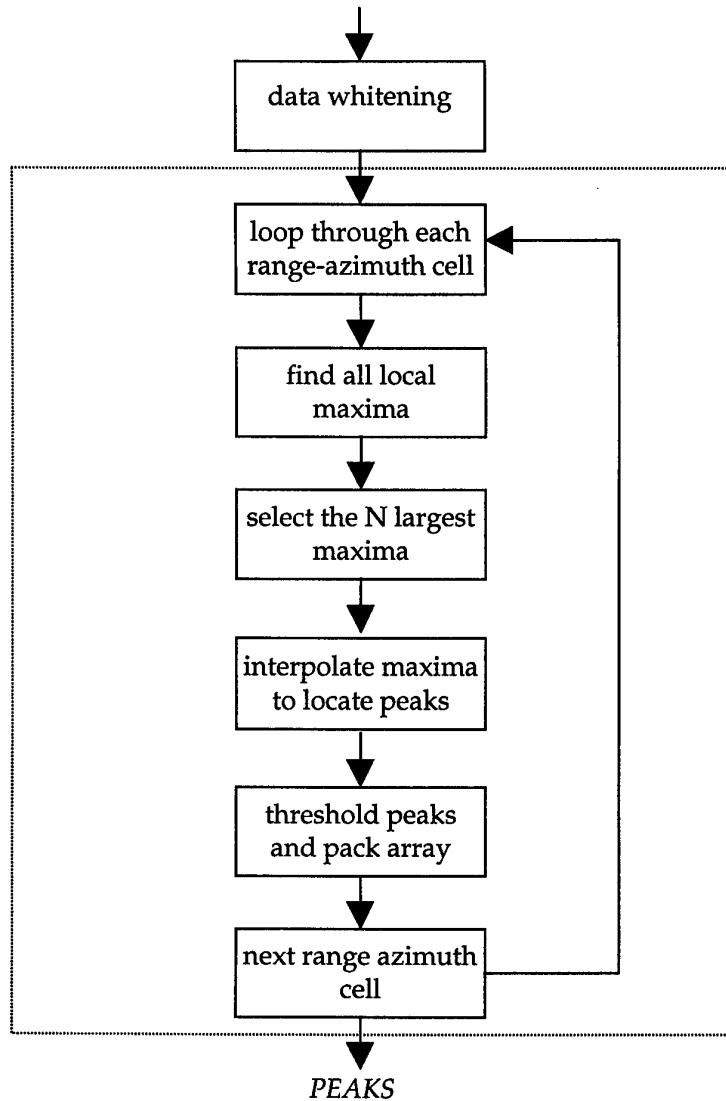 data whitening
loop through each
range-azimuth cell
find all local
maxima
select the N largest
maxima
interpolate maxima
to locate peaks
threshold peaks
and pack array
next range azimuth
cell
PEAKS